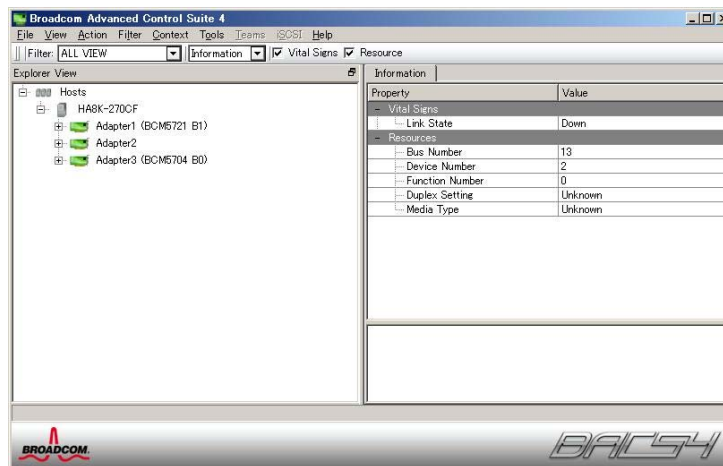 Broadcom Advanced Control Suite 4
File View Action Filter Context Tools Teams iSCSI Help
Filter: ALL VIEW Information Vital Signs Resource
Explorer View
Information
Hosts
HA8K-270CF
Adapter1 (BCM5721 B1)
Adapter2
Adapter3 (BCM5704 B0)
Property Value
Vital Signs
Link State Down
Resources
Bus Number 13
Device Number 2
Function Number 0
Duplex Setting Unknown
Media Type Unknown
BROADCOM.
BACS4